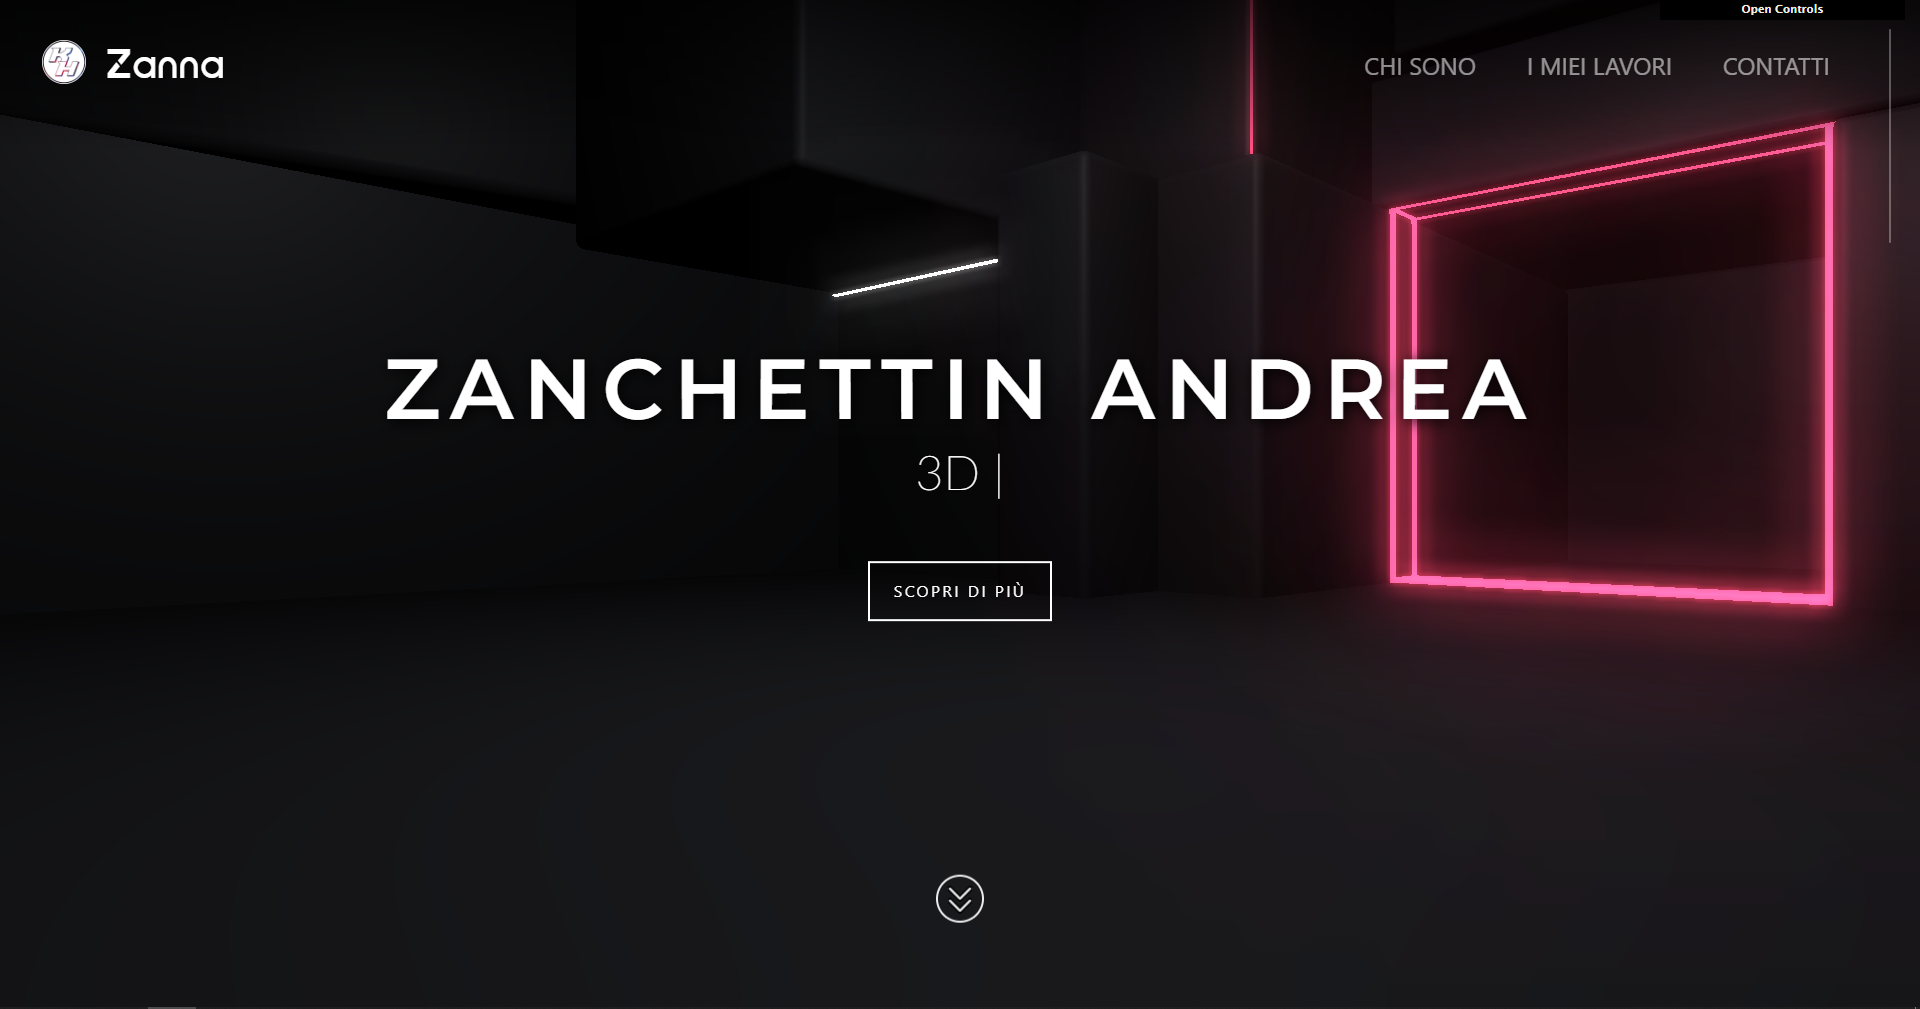 Open Controls
Zanna
CHI SONO
I MIEI LAVORI
CONTATTI
ZANCHETTIN ANDREA
3D |
SCOPRI DI PIÙ